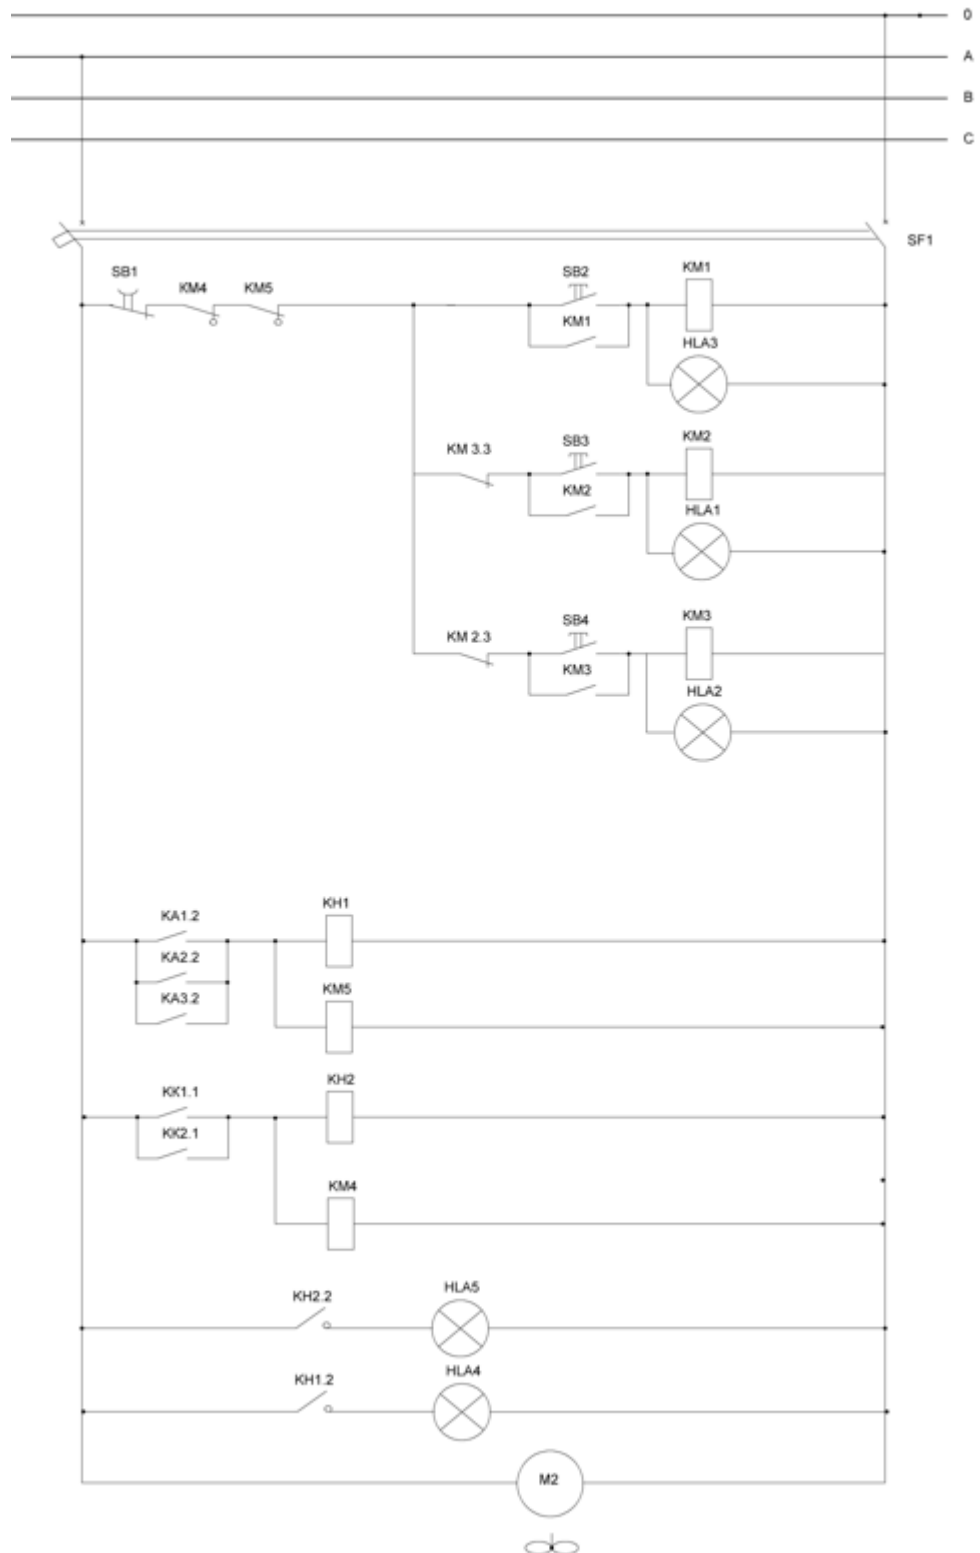 0
A
B
C
SF1
SB1
KM4
KM5
SB2
KM1
KM1
HLA3
KM 3.3
SB3
KM2
KM2
HLA1
KM 2.3
SB4
KM3
KM3
HLA2
KA1.2
KH1
KA2.2
KA3.2
KM5
KK1.1
KH2
KK2.1
KM4
KH2.2
HLA5
KH1.2
HLA4
M2